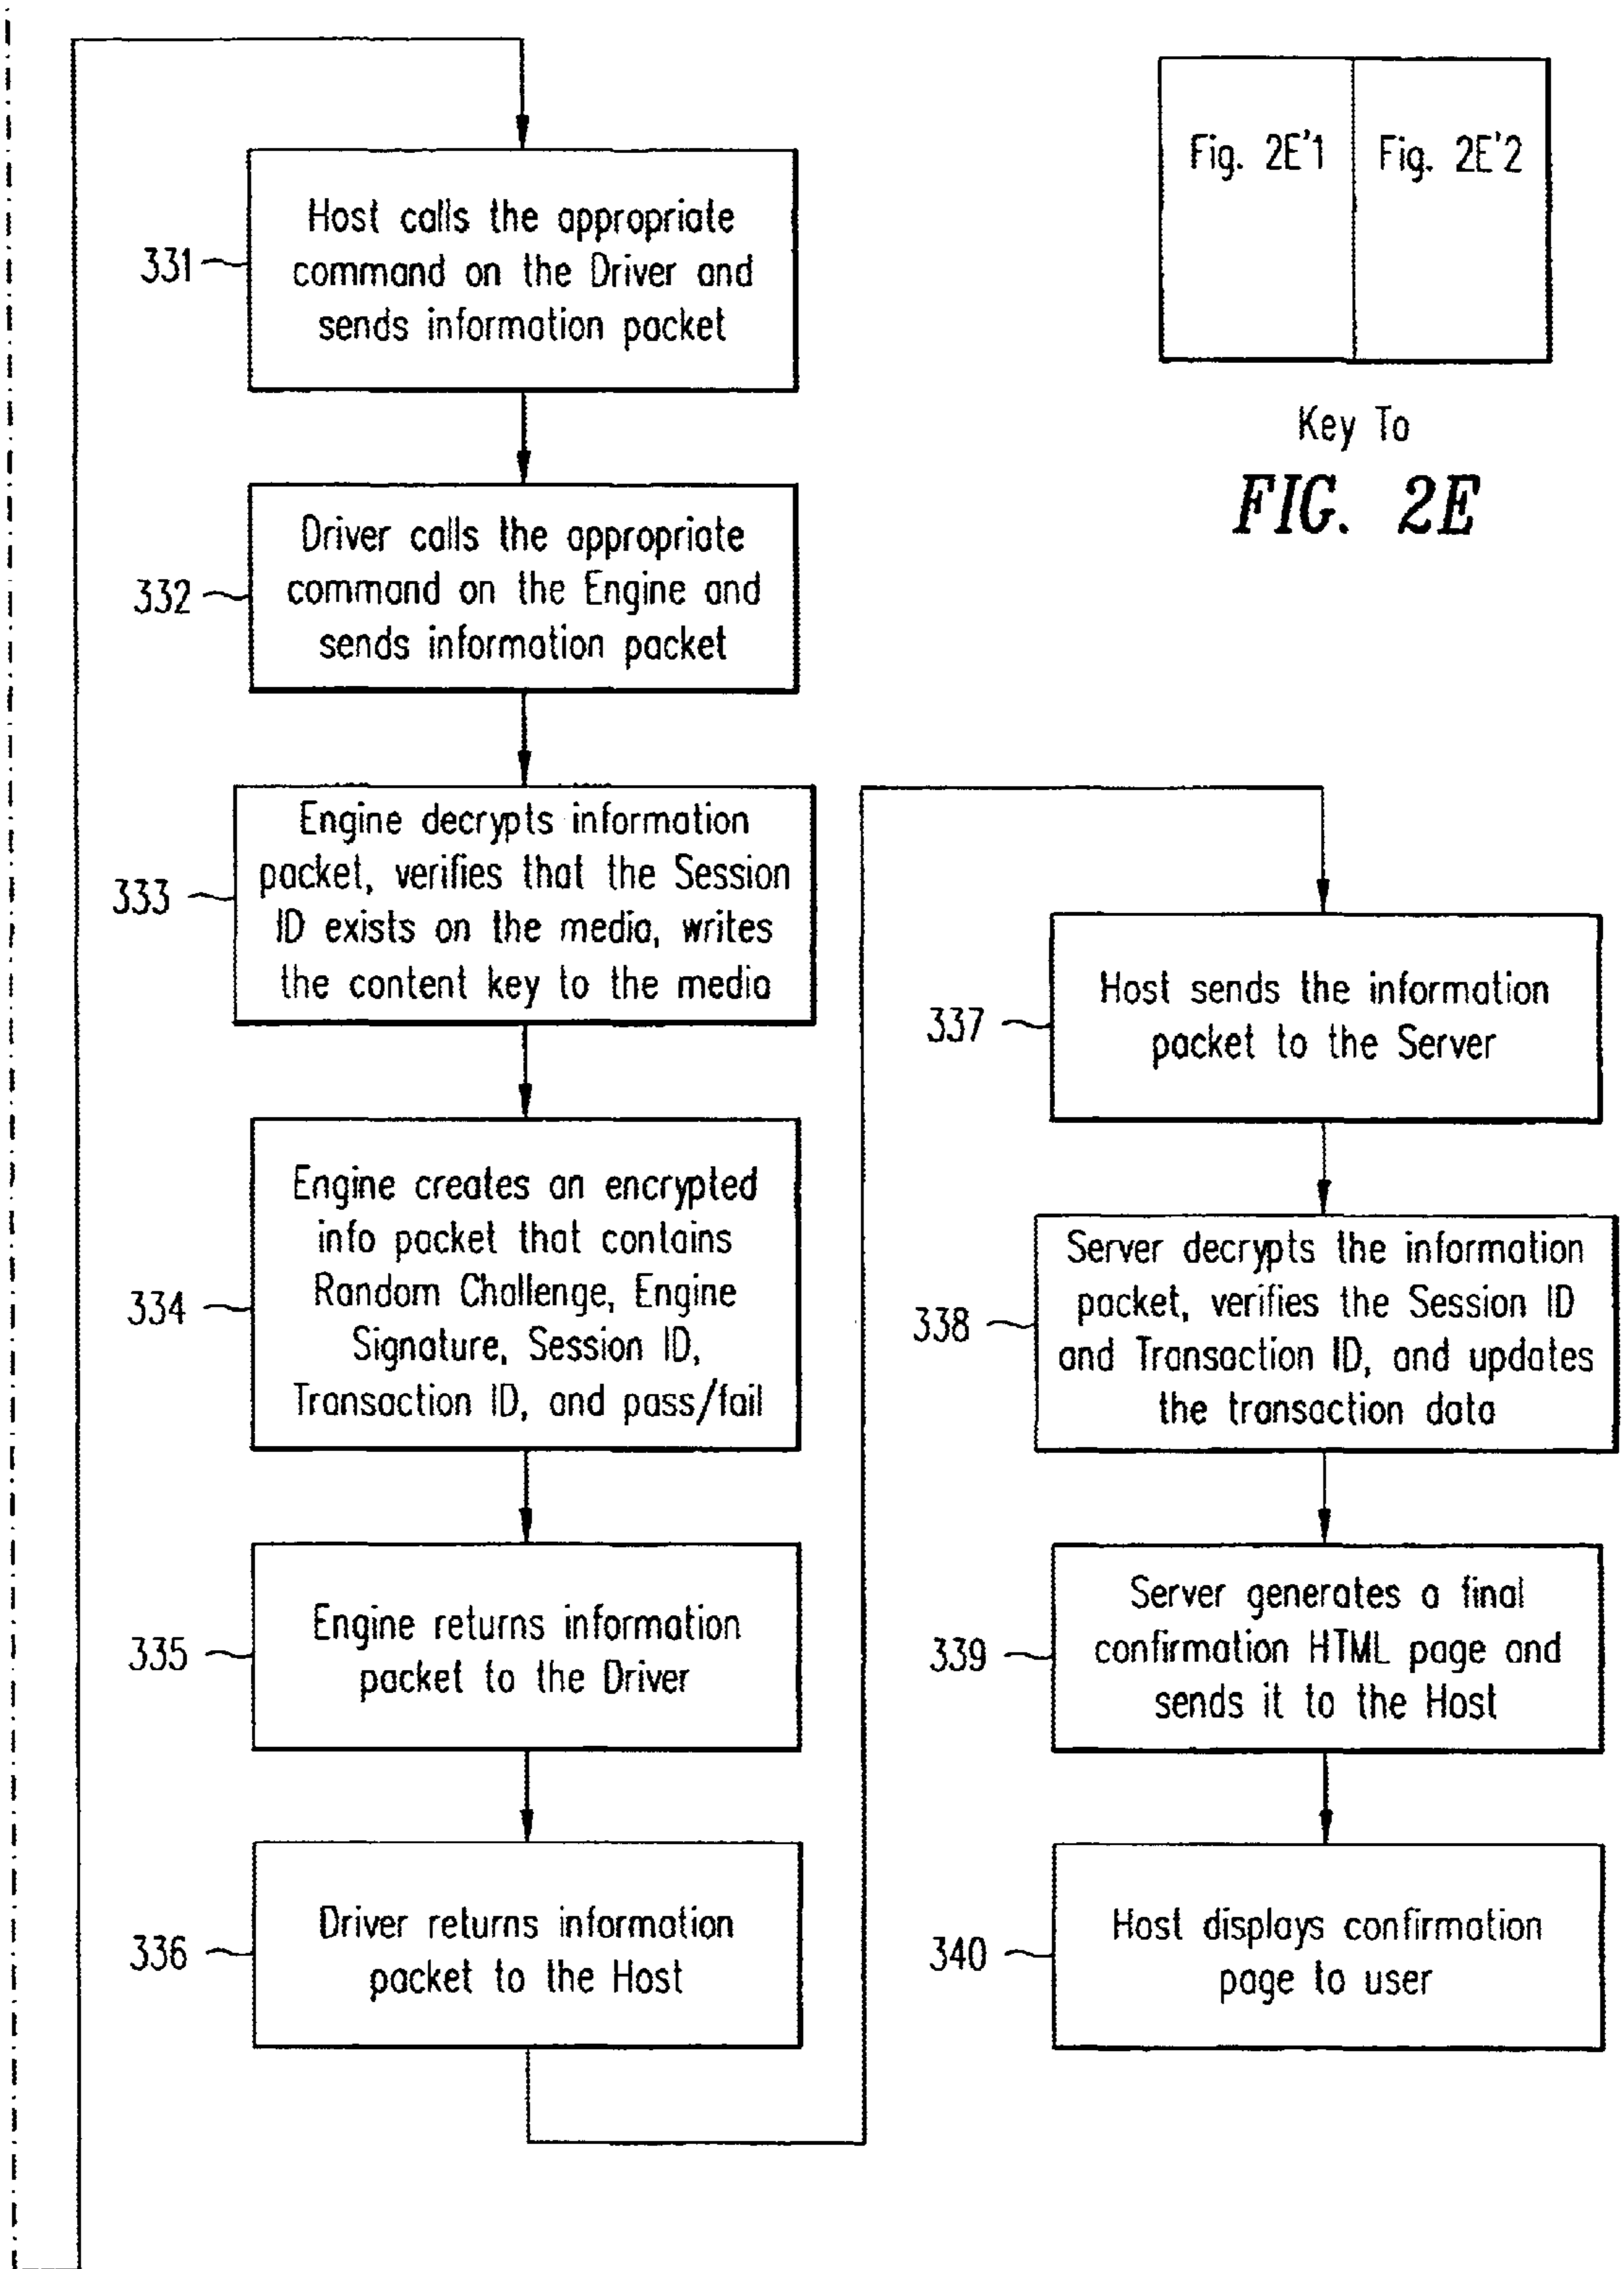 331
Host calls the appropriate
command on the Driver and
sends information packet
332
Driver calls the appropriate
command on the Engine and
sends information packet
333
Engine decrypts information
packet, verifies that the Session
ID exists on the media, writes
the content key to the media
334
Engine creates an encrypted
info packet that contains
Random Challenge, Engine
Signature, Session ID,
Transaction ID, and pass/fail
335
Engine returns information
packet to the Driver
336
Driver returns information
packet to the Host
Fig. 2E'1
Fig. 2E'2
Key To
FIG. 2E
337
Host sends the information
packet to the Server
338
Server decrypts the information
packet, verifies the Session ID
and Transaction ID, and updates
the transaction data
339
Server generates a final
confirmation HTML page and
sends it to the Host
340
Host displays confirmation
page to user